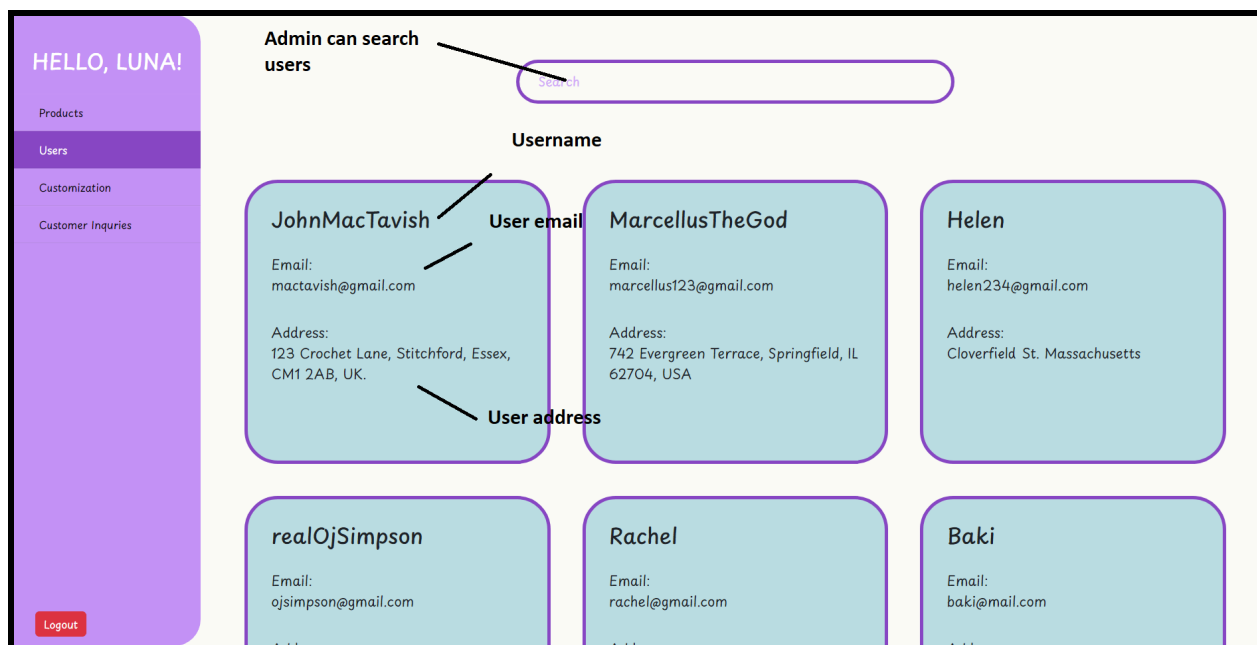 HELLO, LUNA!
Products
Users
Customization
Customer Inquries
Logout
Admin can search
users
Search
Username
User email
User address
JohnMacTavish
Email:
mactavish@gmail.com
Address:
123 Crochet Lane, Stitchford, Essex,
CM1 2AB, UK.
MarcellusTheGod
Email:
marcellus123@gmail.com
Address:
742 Evergreen Terrace, Springfield, IL
62704, USA
Helen
Email:
helen234@gmail.com
Address:
Cloverfield St. Massachusetts
realOjSimpson
Email:
ojsimpson@gmail.com
Rachel
Email:
rachel@gmail.com
Baki
Email:
baki@mail.com